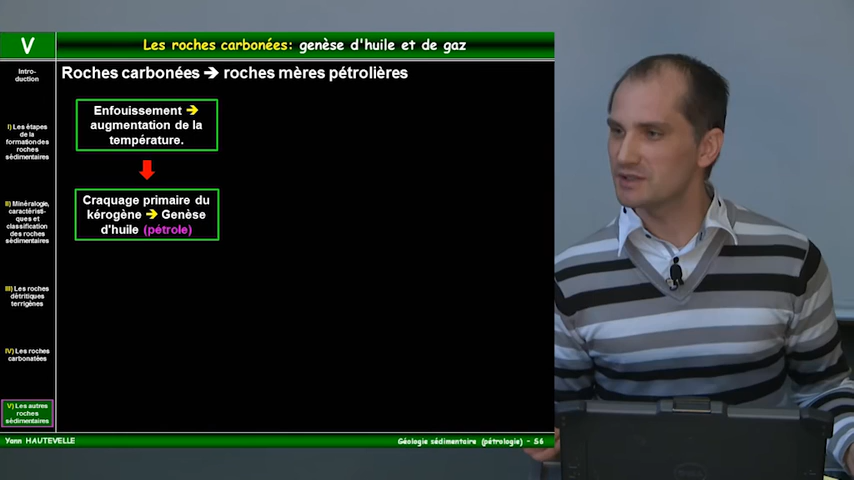 V
Les roches carbonées: genèse d'huile et de gaz
Intro-
duction
I) Les étapes
de la
formation des
roches
sédimentaires
II) Minéralogie,
caractéristi-
ques et
classification
des roches
sédimentaires
III) Les roches
détritiques
terrigènes
IV) Les roches
carbonatées
V) Les autres
roches
sédimentaires
Roches carbonées ➔ roches mères pétrolières
Enfouissement ➔
augmentation de la
température.
Craquage primaire du
kérogène ➔ Genèse
d'huile (pétrole)
Yann HAUTEVELLE
Géologie sédimentaire (pétrologie) - 56